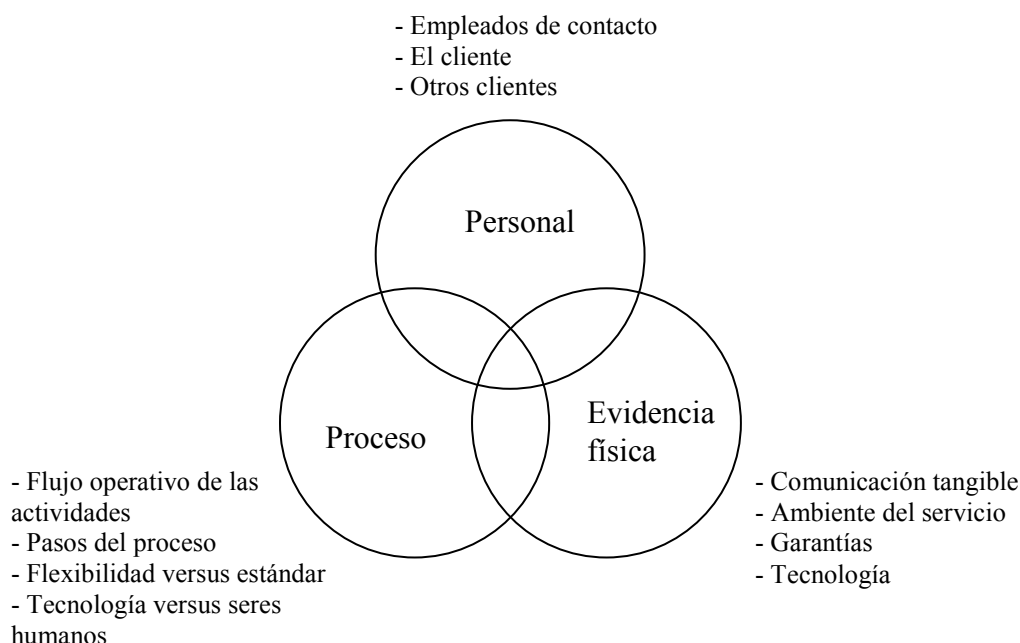 - Empleados de contacto
- El cliente
- Otros clientes
Personal
Proceso
Evidencia
física
- Flujo operativo de las
actividades
- Pasos del proceso
- Flexibilidad versus estándar
- Tecnología versus seres
humanos
- Comunicación tangible
- Ambiente del servicio
- Garantías
- Tecnología